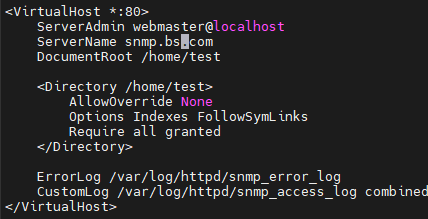 <VirtualHost *:80>
    ServerAdmin webmaster@localhost
    ServerName snmp.bs.com
    DocumentRoot /home/test

    <Directory /home/test>
        AllowOverride None
        Options Indexes FollowSymLinks
        Require all granted
    </Directory>

    ErrorLog /var/log/httpd/snmp_error_log
    CustomLog /var/log/httpd/snmp_access_log combined
</VirtualHost>